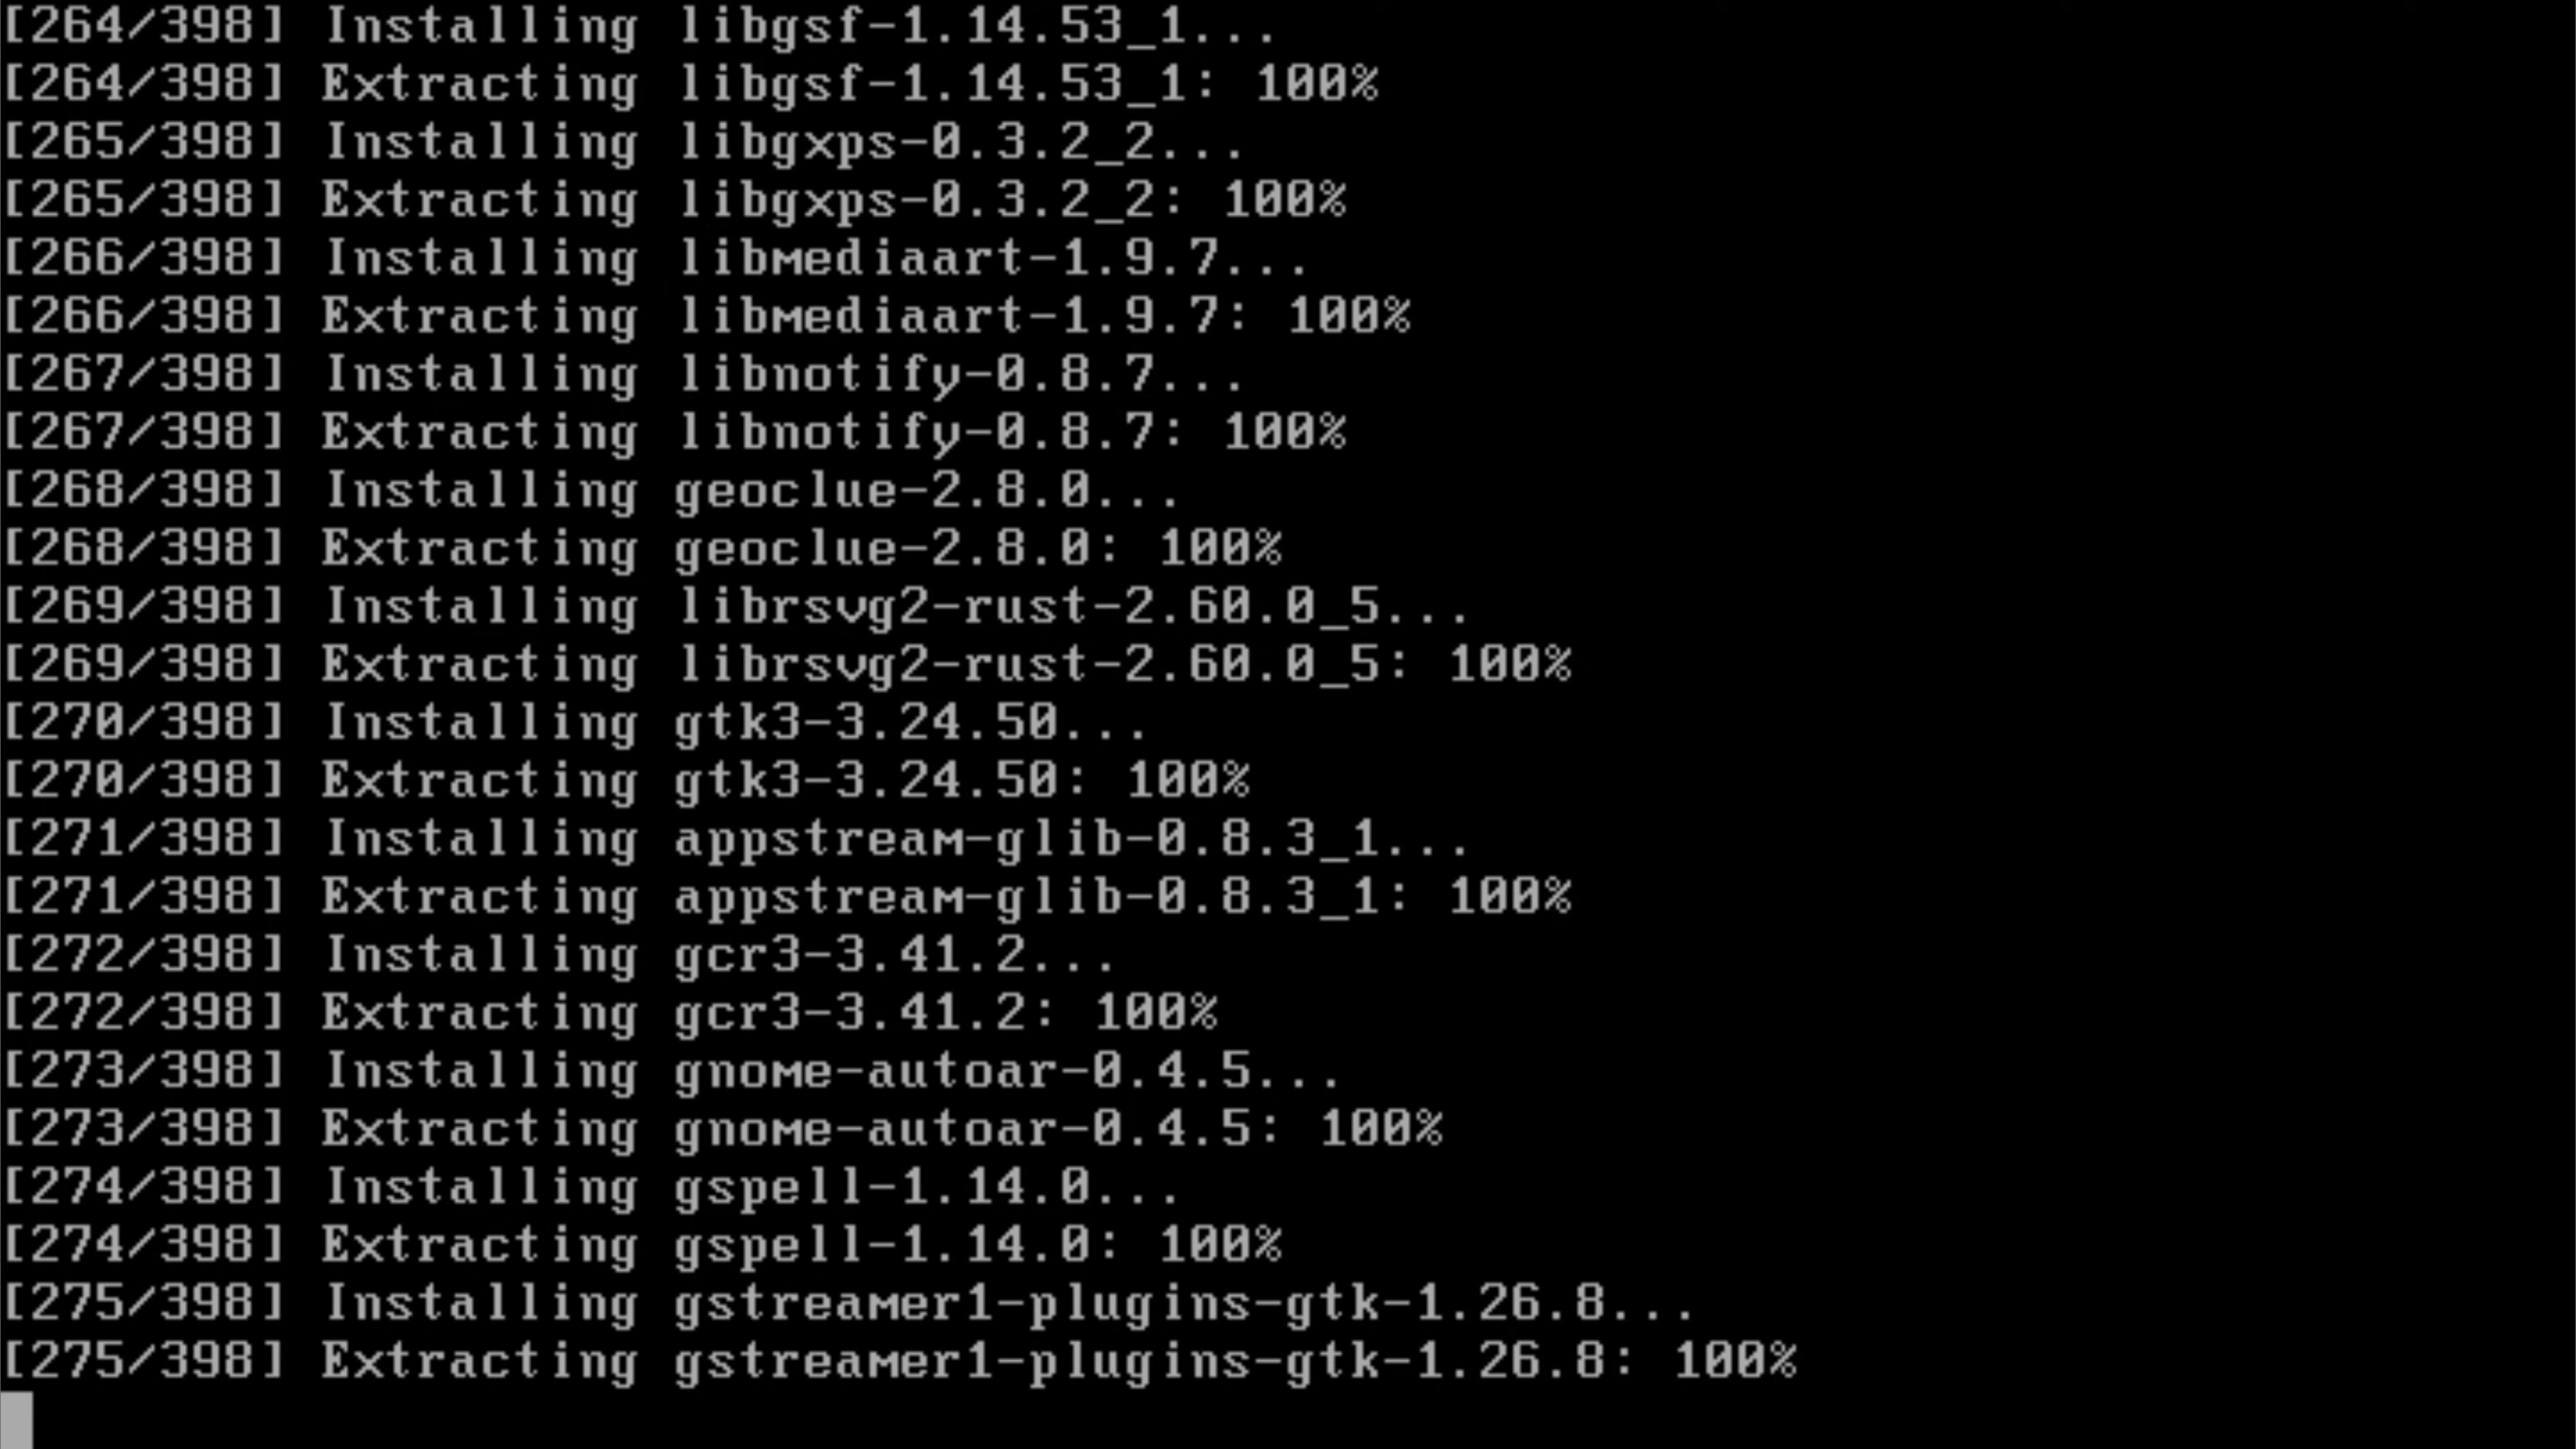 [264/398] Installing libgsf-1.14.53_1...
[264/398] Extracting libgsf-1.14.53_1: 100%
[265/398] Installing libgxps-0.3.2_2...
[265/398] Extracting libgxps-0.3.2_2: 100%
[266/398] Installing libmediaart-1.9.7...
[266/398] Extracting libmediaart-1.9.7: 100%
[267/398] Installing libnotify-0.8.7...
[267/398] Extracting libnotify-0.8.7: 100%
[268/398] Installing geoclue-2.8.0...
[268/398] Extracting geoclue-2.8.0: 100%
[269/398] Installing librsvg2-rust-2.60.0_5...
[269/398] Extracting librsvg2-rust-2.60.0_5: 100%
[270/398] Installing gtk3-3.24.50...
[270/398] Extracting gtk3-3.24.50: 100%
[271/398] Installing appstream-glib-0.8.3_1...
[271/398] Extracting appstream-glib-0.8.3_1: 100%
[272/398] Installing gcr3-3.41.2...
[272/398] Extracting gcr3-3.41.2: 100%
[273/398] Installing gnome-autoar-0.4.5...
[273/398] Extracting gnome-autoar-0.4.5: 100%
[274/398] Installing gspell-1.14.0...
[274/398] Extracting gspell-1.14.0: 100%
[275/398] Installing gstreamer1-plugins-gtk-1.26.8...
[275/398] Extracting gstreamer1-plugins-gtk-1.26.8: 100%